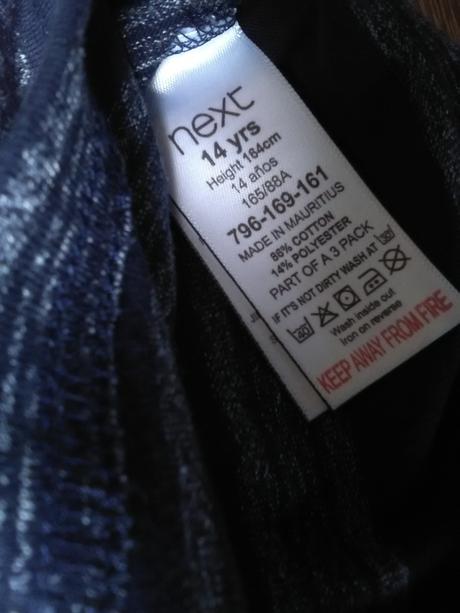 next
14 yrs
Height 164cm
14 años
165/88A
796-169-161
MADE IN MAURITIUS
86% COTTON
14% POLYESTER
PART OF A 3 PACK
IF IT'S NOT DIRTY WASH AT 30°
40
Wash inside out
Iron on reverse
KEEP AWAY FROM FIRE